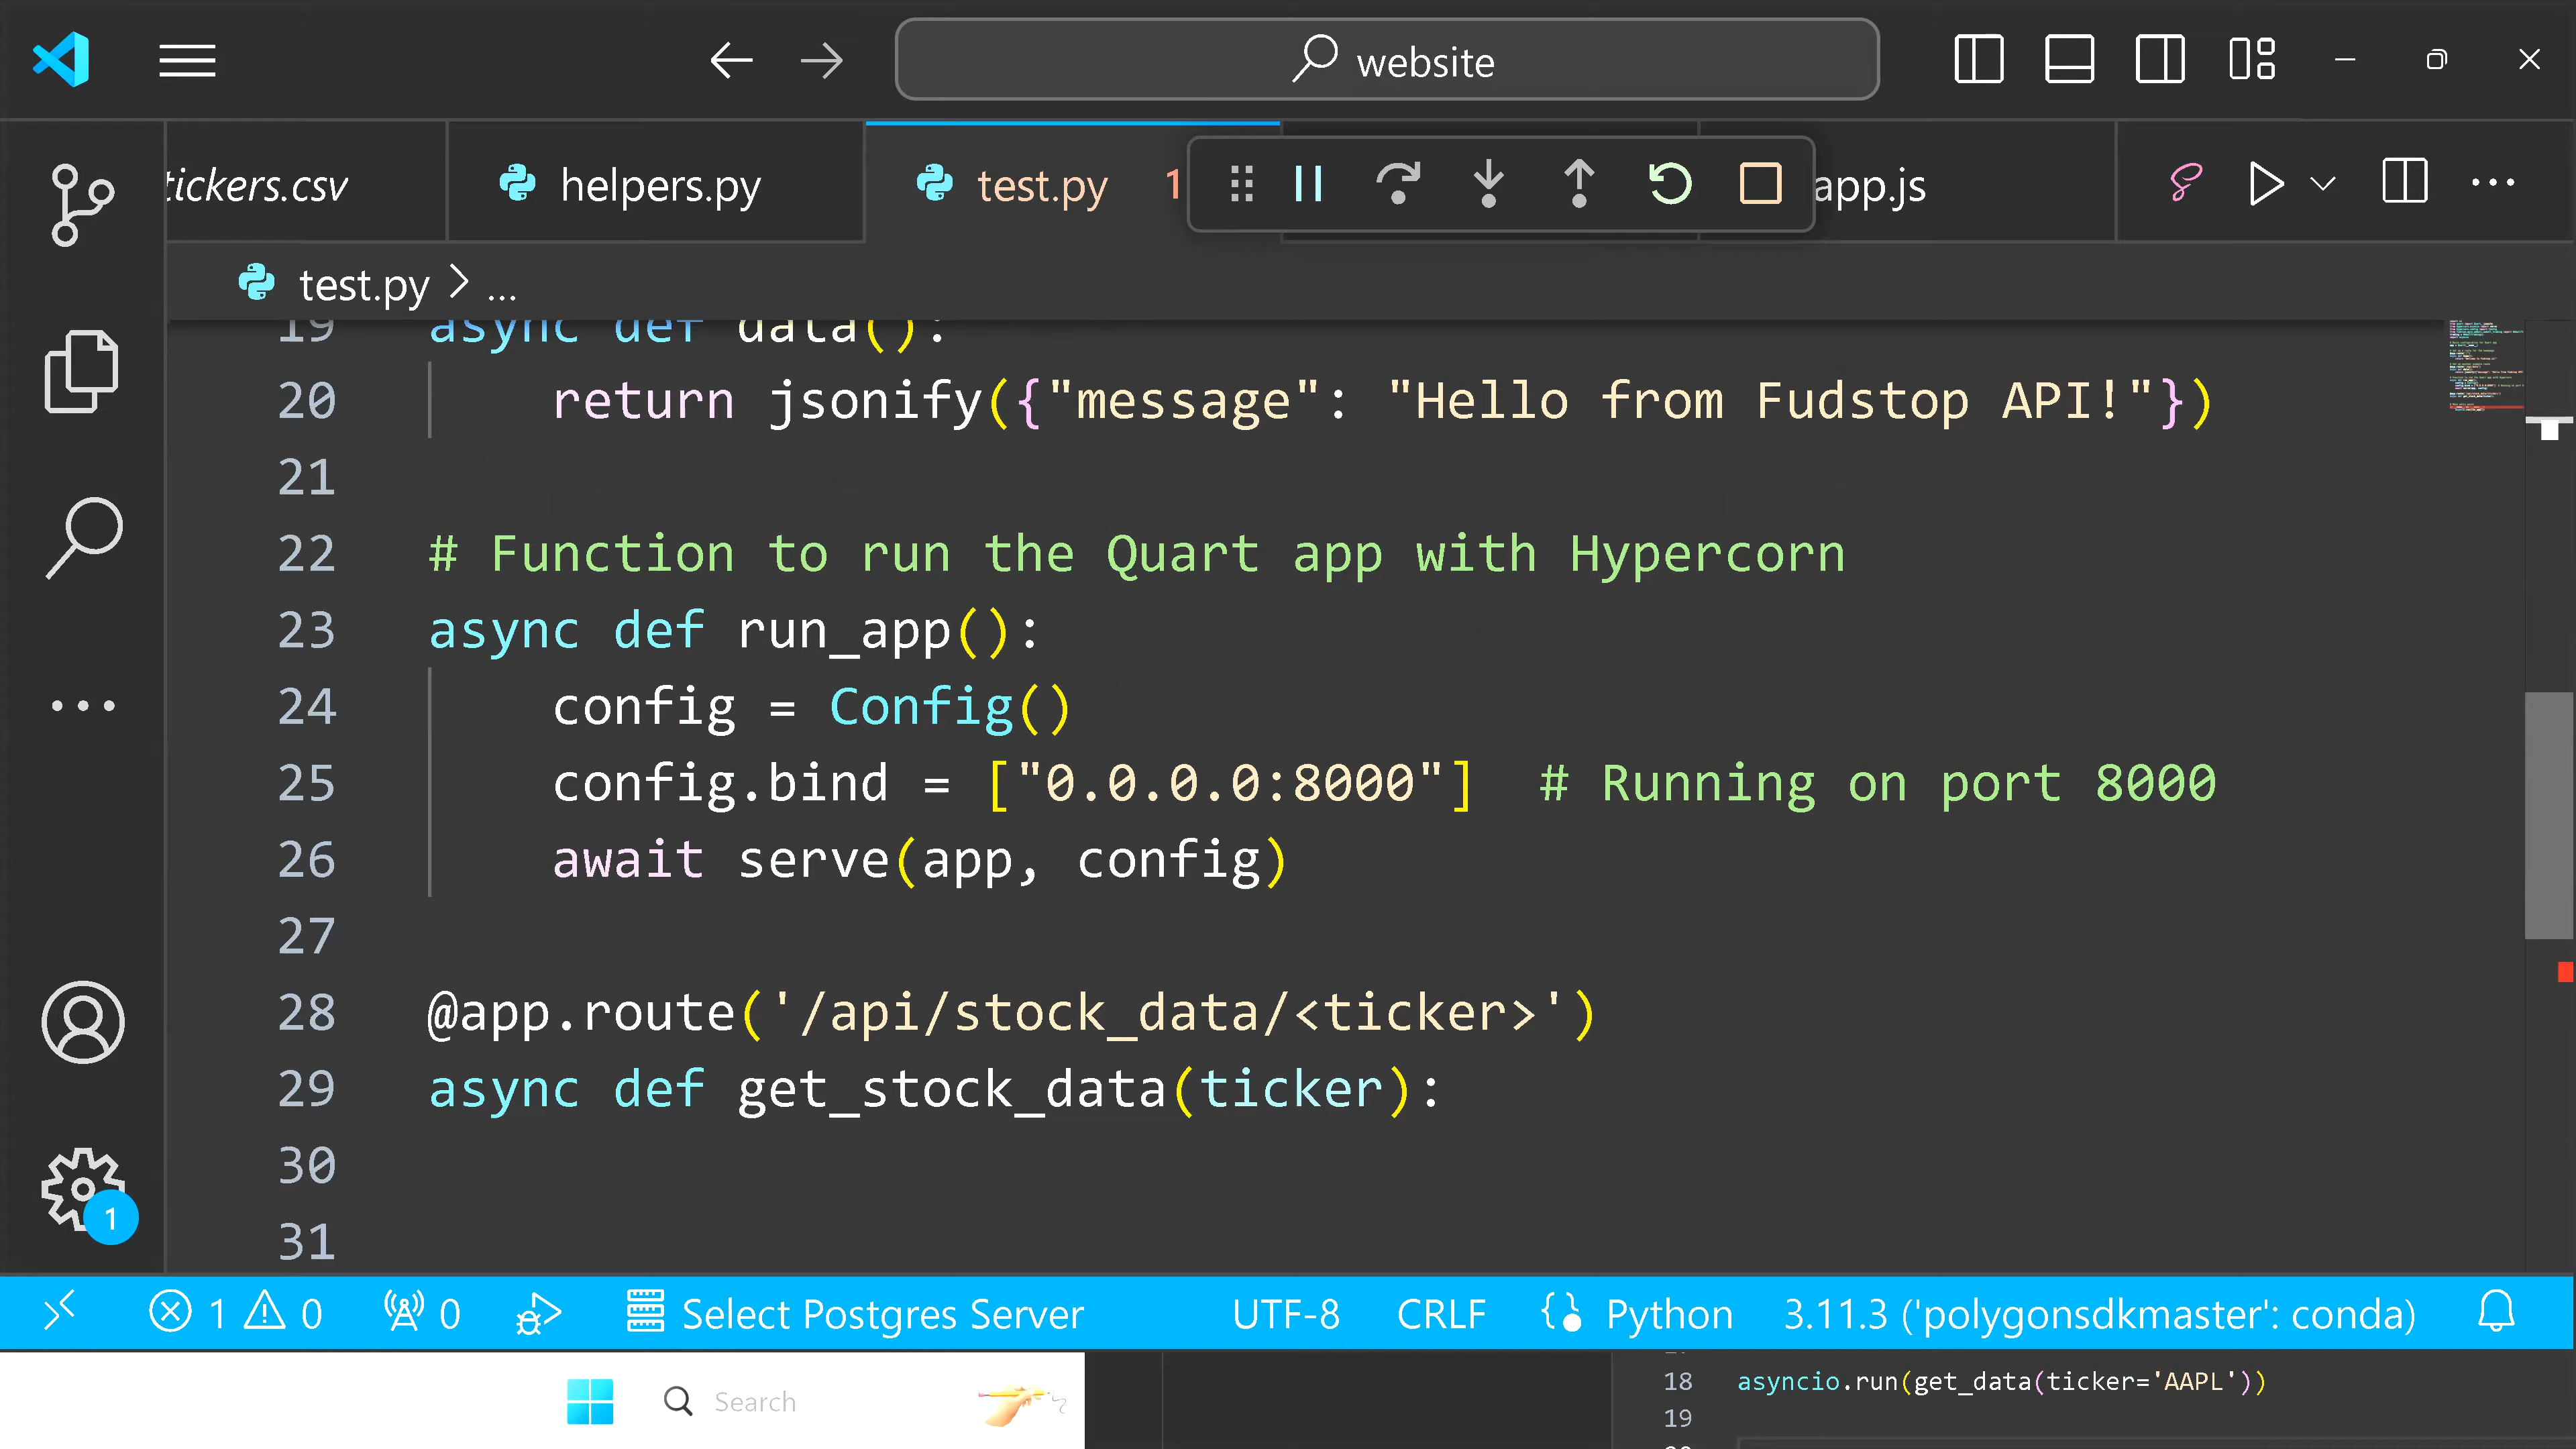 website
tickers.csv
helpers.py
test.py 1
app.js
test.py > ...
19 async def data():
20 return jsonify({"message": "Hello from Fudstop API!"})
21
22 # Function to run the Quart app with Hypercorn
23 async def run_app():
24 config = Config()
25 config.bind = ["0.0.0.0:8000"] # Running on port 8000
26 await serve(app, config)
27
28 @app.route('/api/stock_data/<ticker>')
29 async def get_stock_data(ticker):
30
31
1
1 0 0 Select Postgres Server UTF-8 CRLF Python 3.11.3 ('polygonsdkmaster': conda)
Search
18 asyncio.run(get_data(ticker='AAPL'))
19